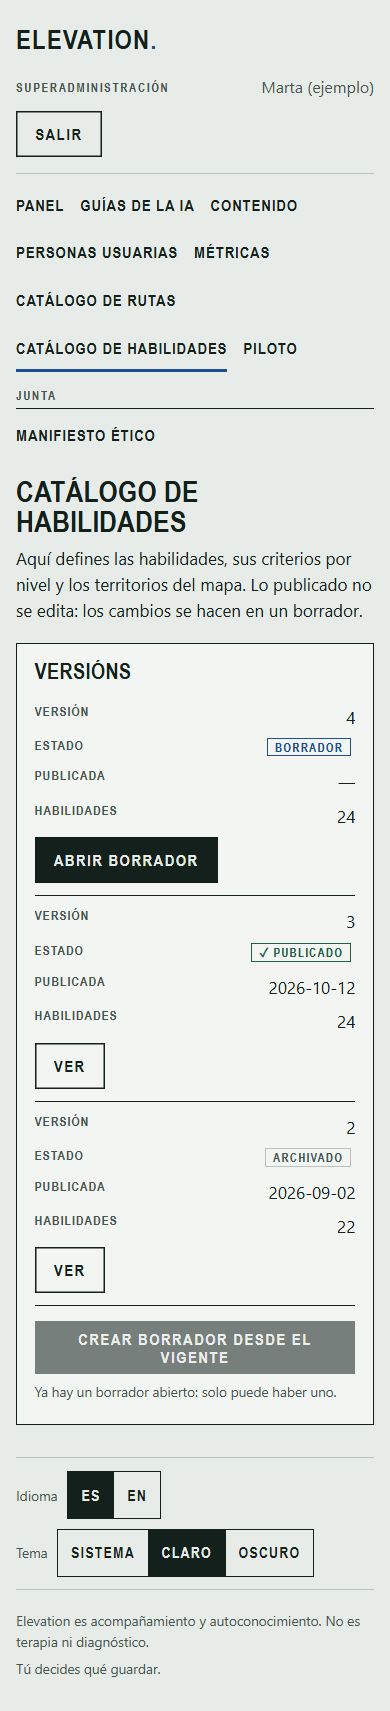 ELEVATION.
SUPERADMINISTRACIÓN
Marta (ejemplo)
SALIR
PANEL GUÍAS DE LA IA CONTENIDO
PERSONAS USUARIAS MÉTRICAS
CATÁLOGO DE RUTAS
CATÁLOGO DE HABILIDADES PILOTO
JUNTA
MANIFIESTO ÉTICO
CATÁLOGO DE
HABILIDADES
Aquí defines las habilidades, sus criterios por
nivel y los territorios del mapa. Lo publicado no
se edita: los cambios se hacen en un borrador.
VERSIÓNS
VERSIÓN 4
ESTADO BORRADOR
PUBLICADA —
HABILIDADES 24
ABRIR BORRADOR
VERSIÓN 3
ESTADO ✓ PUBLICADO
PUBLICADA 2026-10-12
HABILIDADES 24
VER
VERSIÓN 2
ESTADO ARCHIVADO
PUBLICADA 2026-09-02
HABILIDADES 22
VER
CREAR BORRADOR DESDE EL
VIGENTE
Ya hay un borrador abierto: solo puede haber uno.
Idioma ES EN
Tema SISTEMA CLARO OSCURO
Elevation es acompañamiento y autoconocimiento. No es
terapia ni diagnóstico.
Tú decides qué guardar.